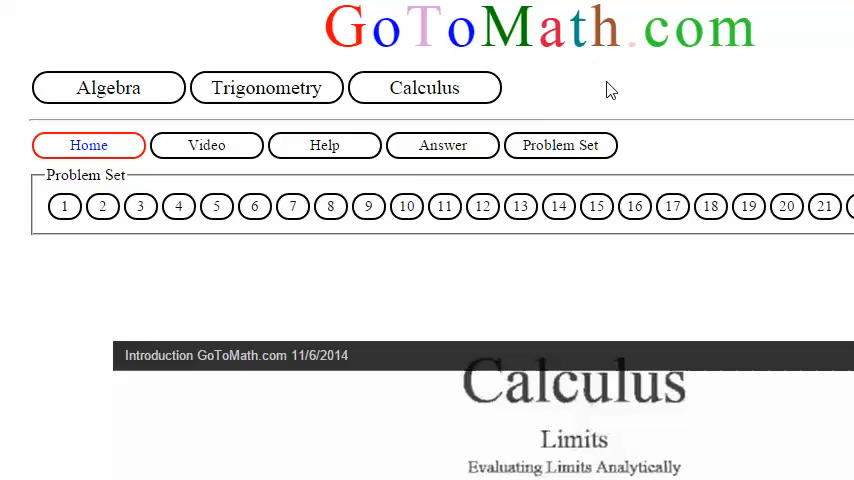 GoToMath.com
Algebra Trigonometry Calculus
Home Video Help Answer Problem Set
Problem Set
1 2 3 4 5 6 7 8 9 10 11 12 13 14 15 16 17 18 19 20 21
Introduction GoToMath.com 11/6/2014
Calculus
Limits
Evaluating Limits Analytically